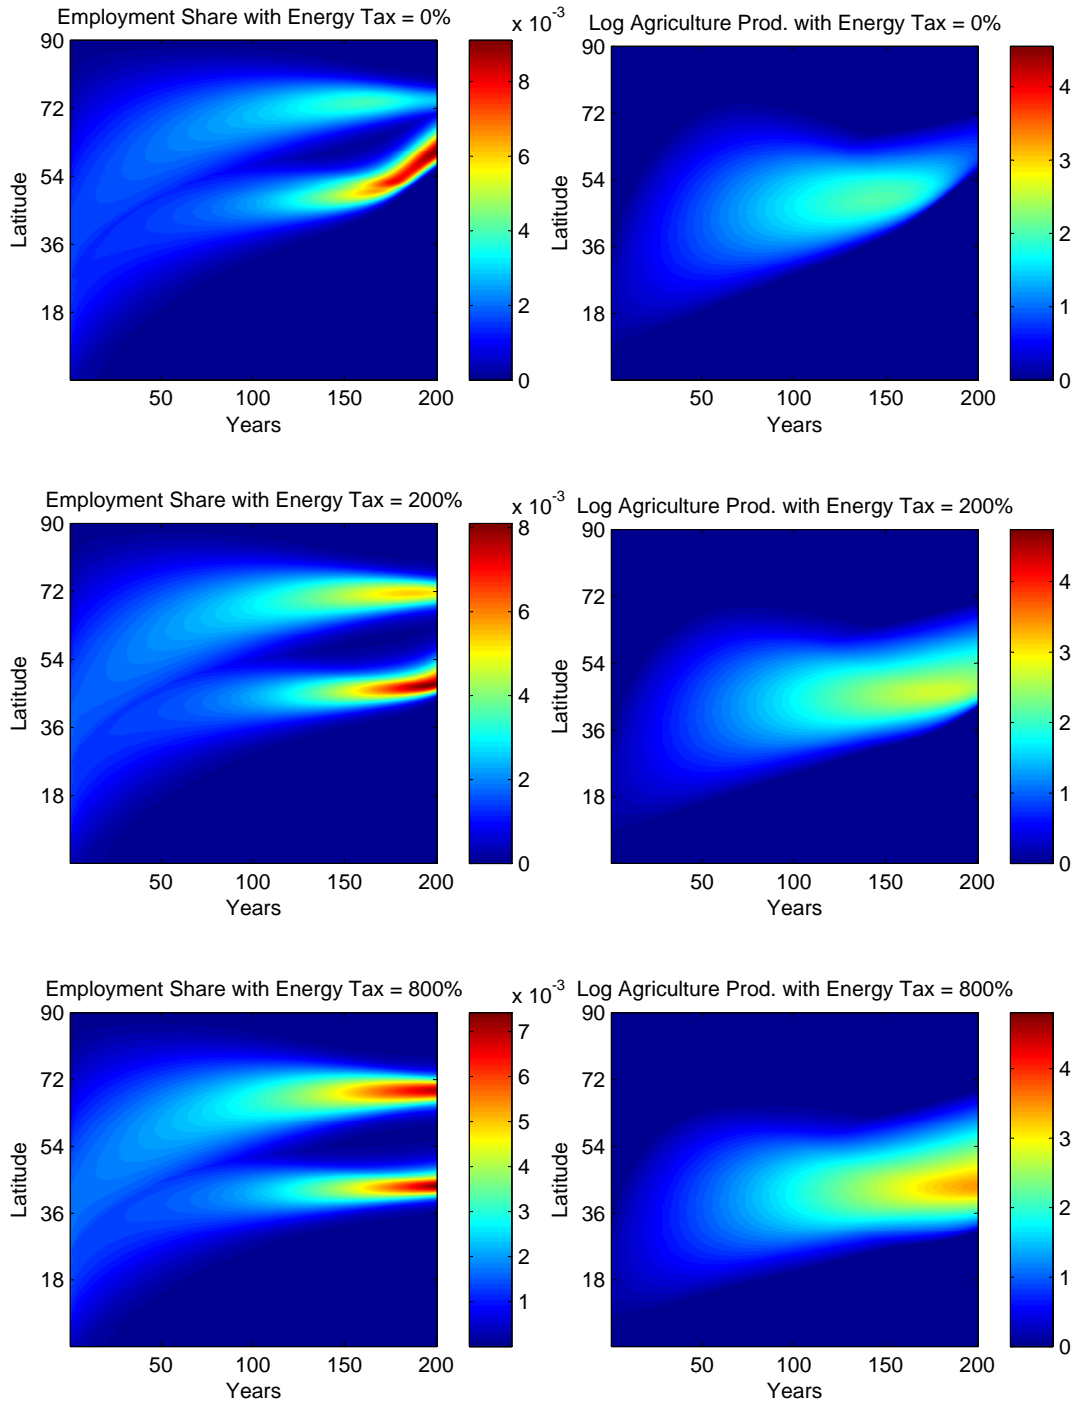 Employment Share with Energy Tax = 0%
x 10^-3
90
72
54
36
18
Latitude
50 100 150 200
Years
8
6
4
2
0
Log Agriculture Prod. with Energy Tax = 0%
90
72
54
36
18
Latitude
50 100 150 200
Years
4
3
2
1
0
Employment Share with Energy Tax = 200%
x 10^-3
90
72
54
36
18
Latitude
50 100 150 200
Years
8
6
4
2
0
Log Agriculture Prod. with Energy Tax = 200%
90
72
54
36
18
Latitude
50 100 150 200
Years
4
3
2
1
0
Employment Share with Energy Tax = 800%
x 10^-3
90
72
54
36
18
Latitude
50 100 150 200
Years
7
6
5
4
3
2
1
Log Agriculture Prod. with Energy Tax = 800%
90
72
54
36
18
Latitude
50 100 150 200
Years
4
3
2
1
0